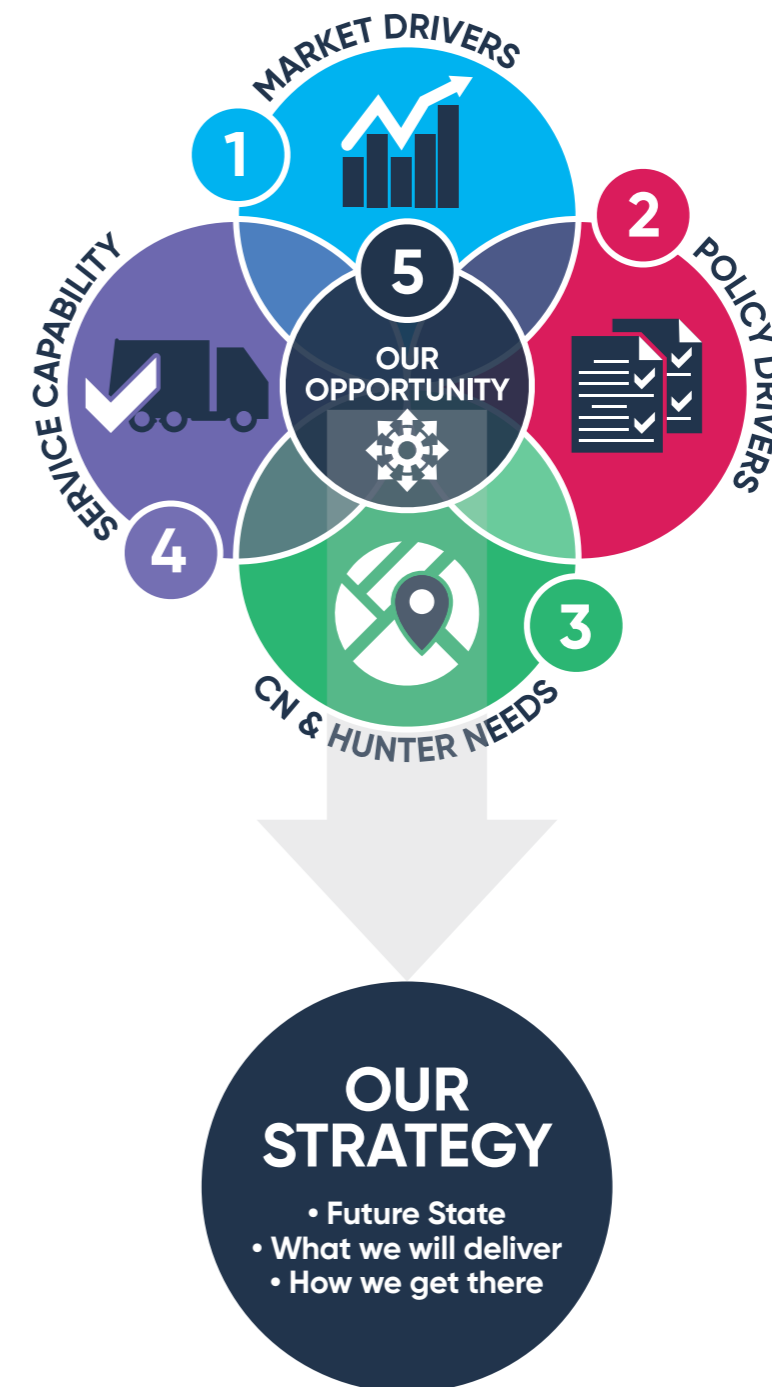 MARKET DRIVERS
1
2
POLICY DRIVERS
5
OUR
OPPORTUNITY
SERVICE CAPABILITY
4
3
CN & HUNTER NEEDS
OUR
STRATEGY
• Future State
• What we will deliver
• How we get there